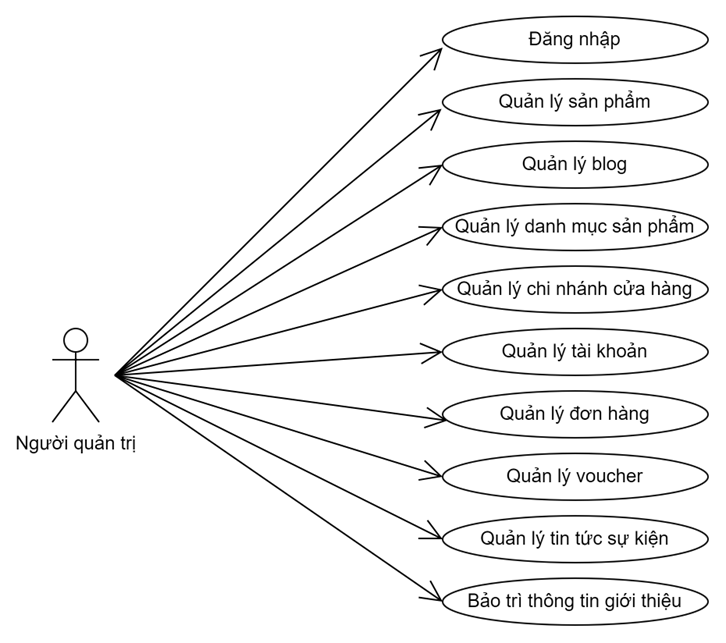 Đăng nhập
Quản lý sản phẩm
Quản lý blog
Quản lý danh mục sản phẩm
Quản lý chi nhánh cửa hàng
Quản lý tài khoản
Quản lý đơn hàng
Người quản trị
Quản lý voucher
Quản lý tin tức sự kiện
Bảo trì thông tin giới thiệu